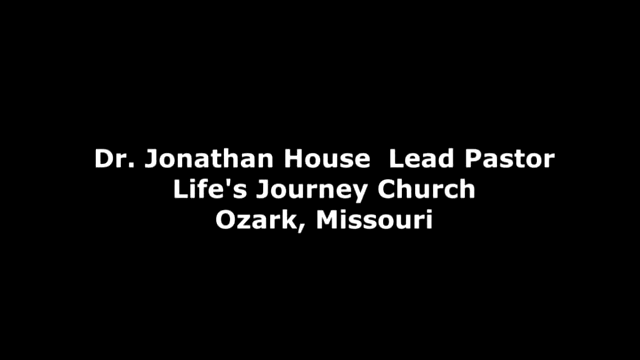 Dr. Jonathan House  Lead Pastor
Life's Journey Church
Ozark, Missouri